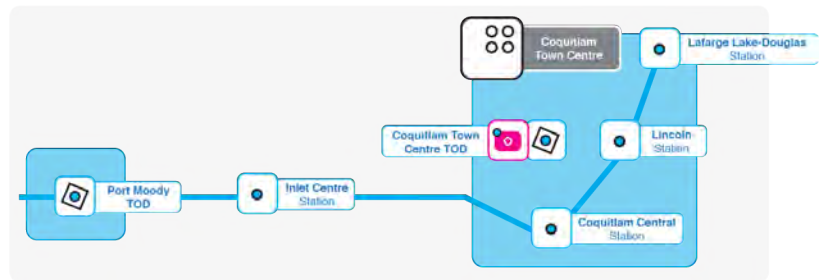 Coquitlam
Town Centre
Lafarge Lake-Douglas
Station
Coquitlam Town
Centre TOD
Lincoln
Station
Port Moody
TOD
Inlet Centre
Station
Coquitlam Central
Station